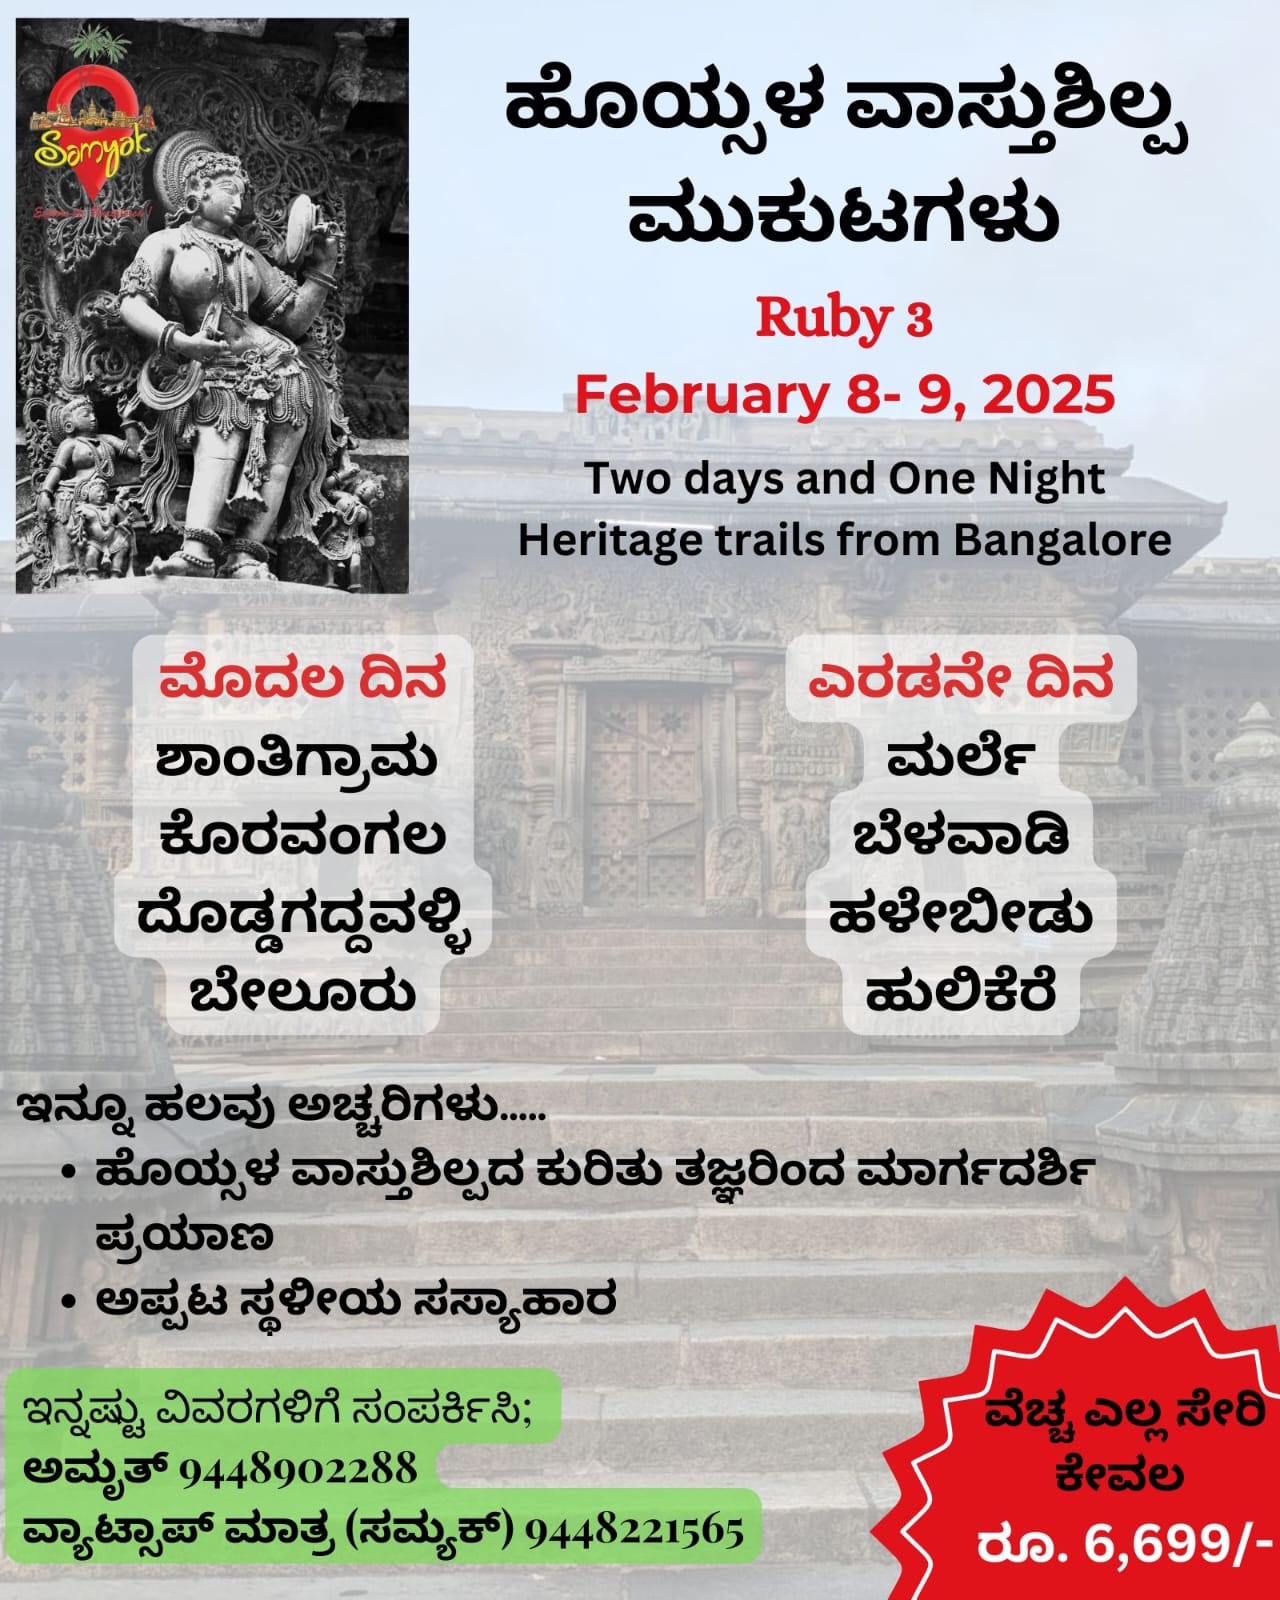 Samyak
ಹೊಯ್ಸಳ ವಾಸ್ತುಶಿಲ್ಪ
ಮುಕುಟಗಳು
Ruby 3
February 8- 9, 2025
Two days and One Night
Heritage trails from Bangalore
ಮೊದಲ ದಿನ
ಶಾಂತಿಗ್ರಾಮ
ಕೊರವಂಗಲ
ದೊಡ್ಡಗದ್ದವಳ್ಳಿ
ಬೇಲೂರು
ಎರಡನೇ ದಿನ
ಮರ್ಲೆ
ಬೆಳವಾಡಿ
ಹಳೇಬೀಡು
ಹುಲಿಕೆರೆ
ಇನ್ನೂ ಹಲವು ಅಚ್ಚರಿಗಳು.....
• ಹೊಯ್ಸಳ ವಾಸ್ತುಶಿಲ್ಪದ ಕುರಿತು ತಜ್ಞರಿಂದ ಮಾರ್ಗದರ್ಶಿ
ಪ್ರಯಾಣ
• ಅಪ್ಪಟ ಸ್ಥಳೀಯ ಸಸ್ಯಾಹಾರ
ಇನ್ನಷ್ಟು ವಿವರಗಳಿಗೆ ಸಂಪರ್ಕಿಸಿ;
ಅಮೃತ್ 9448902288
ವ್ಯಾಟ್ಸಾಪ್ ಮಾತ್ರ (ಸಮ್ಯಕ್) 9448221565
ವೆಚ್ಚ ಎಲ್ಲ ಸೇರಿ
ಕೇವಲ
ರೂ. 6,699/-